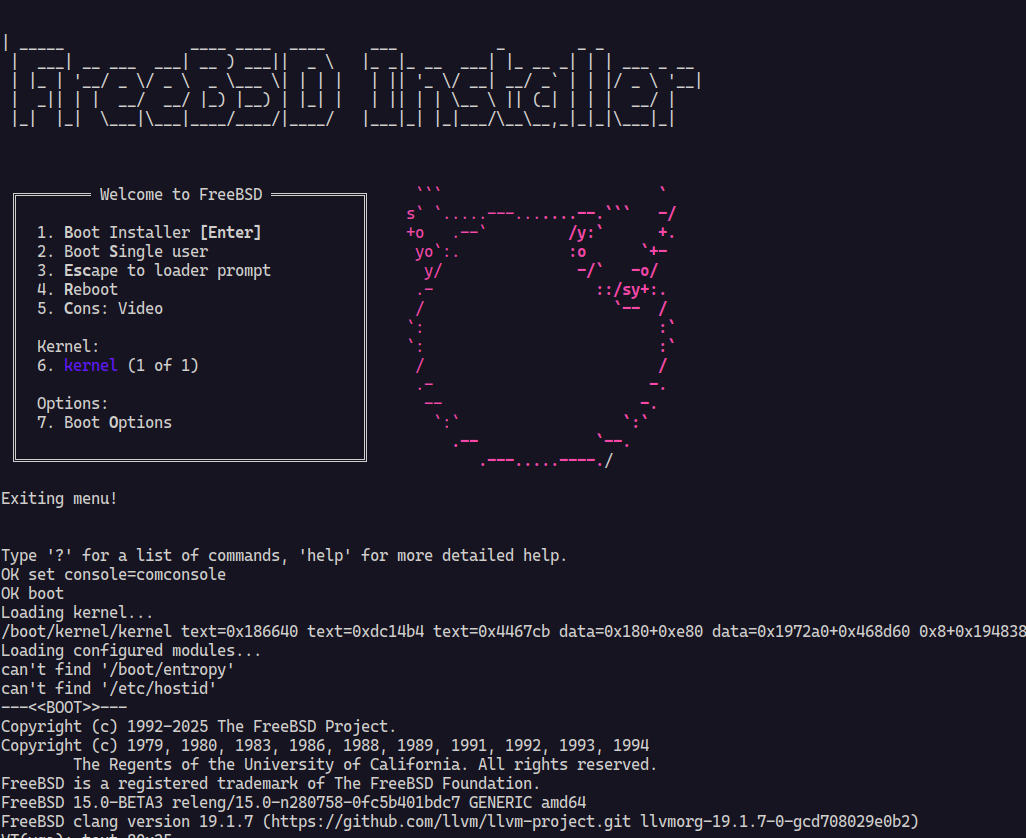 FreeBSD Installer
Welcome to FreeBSD
1. Boot Installer [Enter]
2. Boot Single user
3. Escape to loader prompt
4. Reboot
5. Cons: Video
Kernel:
6. kernel (1 of 1)
Options:
7. Boot Options
Exiting menu!
Type '?' for a list of commands, 'help' for more detailed help.
OK set console=comconsole
OK boot
Loading kernel...
/boot/kernel/kernel text=0x186640 text=0xdc14b4 text=0x4467cb data=0x180+0xe80 data=0x1972a0+0x468d60 0x8+0x194838
Loading configured modules...
can't find '/boot/entropy'
can't find '/etc/hostid'
---<<BOOT>>---
Copyright (c) 1992-2025 The FreeBSD Project.
Copyright (c) 1979, 1980, 1983, 1986, 1988, 1989, 1991, 1992, 1993, 1994
The Regents of the University of California. All rights reserved.
FreeBSD is a registered trademark of The FreeBSD Foundation.
FreeBSD 15.0-BETA3 releng/15.0-n280758-0fc5b401bdc7 GENERIC amd64
FreeBSD clang version 19.1.7 (https://github.com/llvm/llvm-project.git llvmorg-19.1.7-0-gcd708029e0b2)